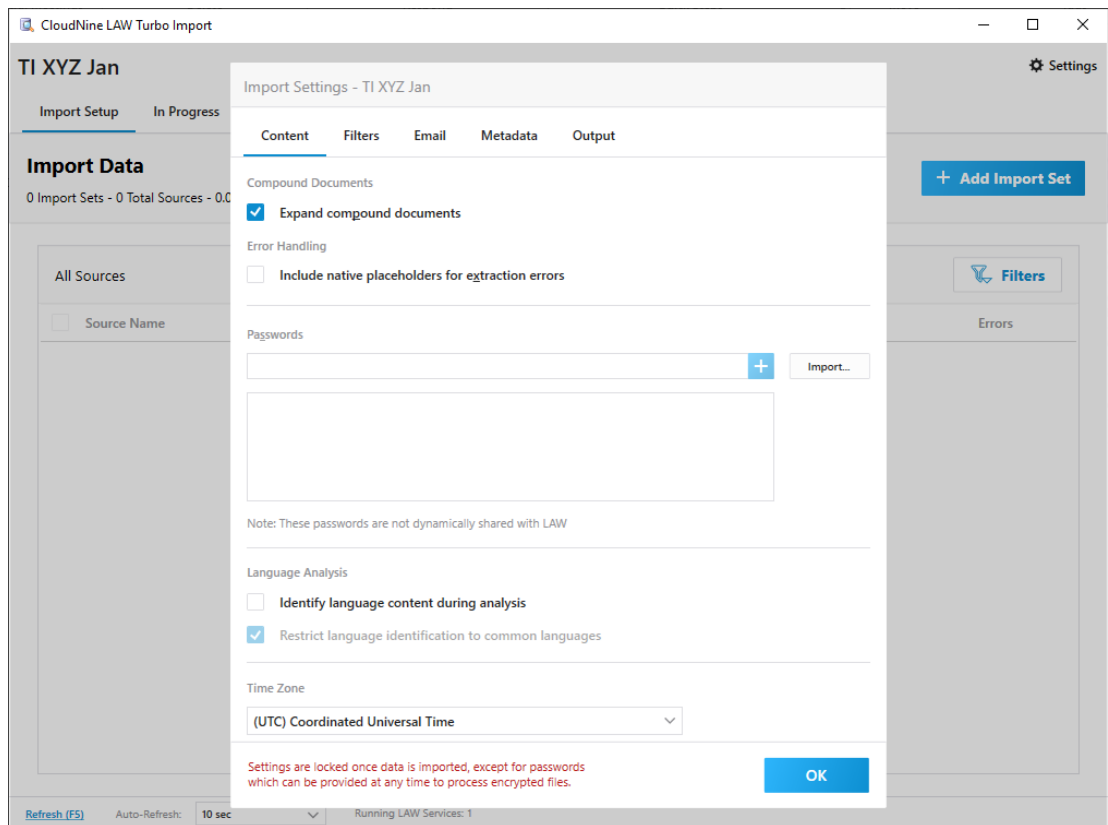 CloudNine LAW Turbo Import
TI XYZ Jan
Settings
Import Setup
In Progress
Import Data
0 Import Sets - 0 Total Sources - 0.0
+ Add Import Set
All Sources
Filters
Source Name
Errors
Import Settings - TI XYZ Jan
Content
Filters
Email
Metadata
Output
Compound Documents
Expand compound documents
Error Handling
Include native placeholders for extraction errors
Passwords
Import...
Note: These passwords are not dynamically shared with LAW
Language Analysis
Identify language content during analysis
Restrict language identification to common languages
Time Zone
(UTC) Coordinated Universal Time
Settings are locked once data is imported, except for passwords
which can be provided at any time to process encrypted files.
OK
Refresh (F5)
Auto-Refresh:
10 sec
Running LAW Services: 1